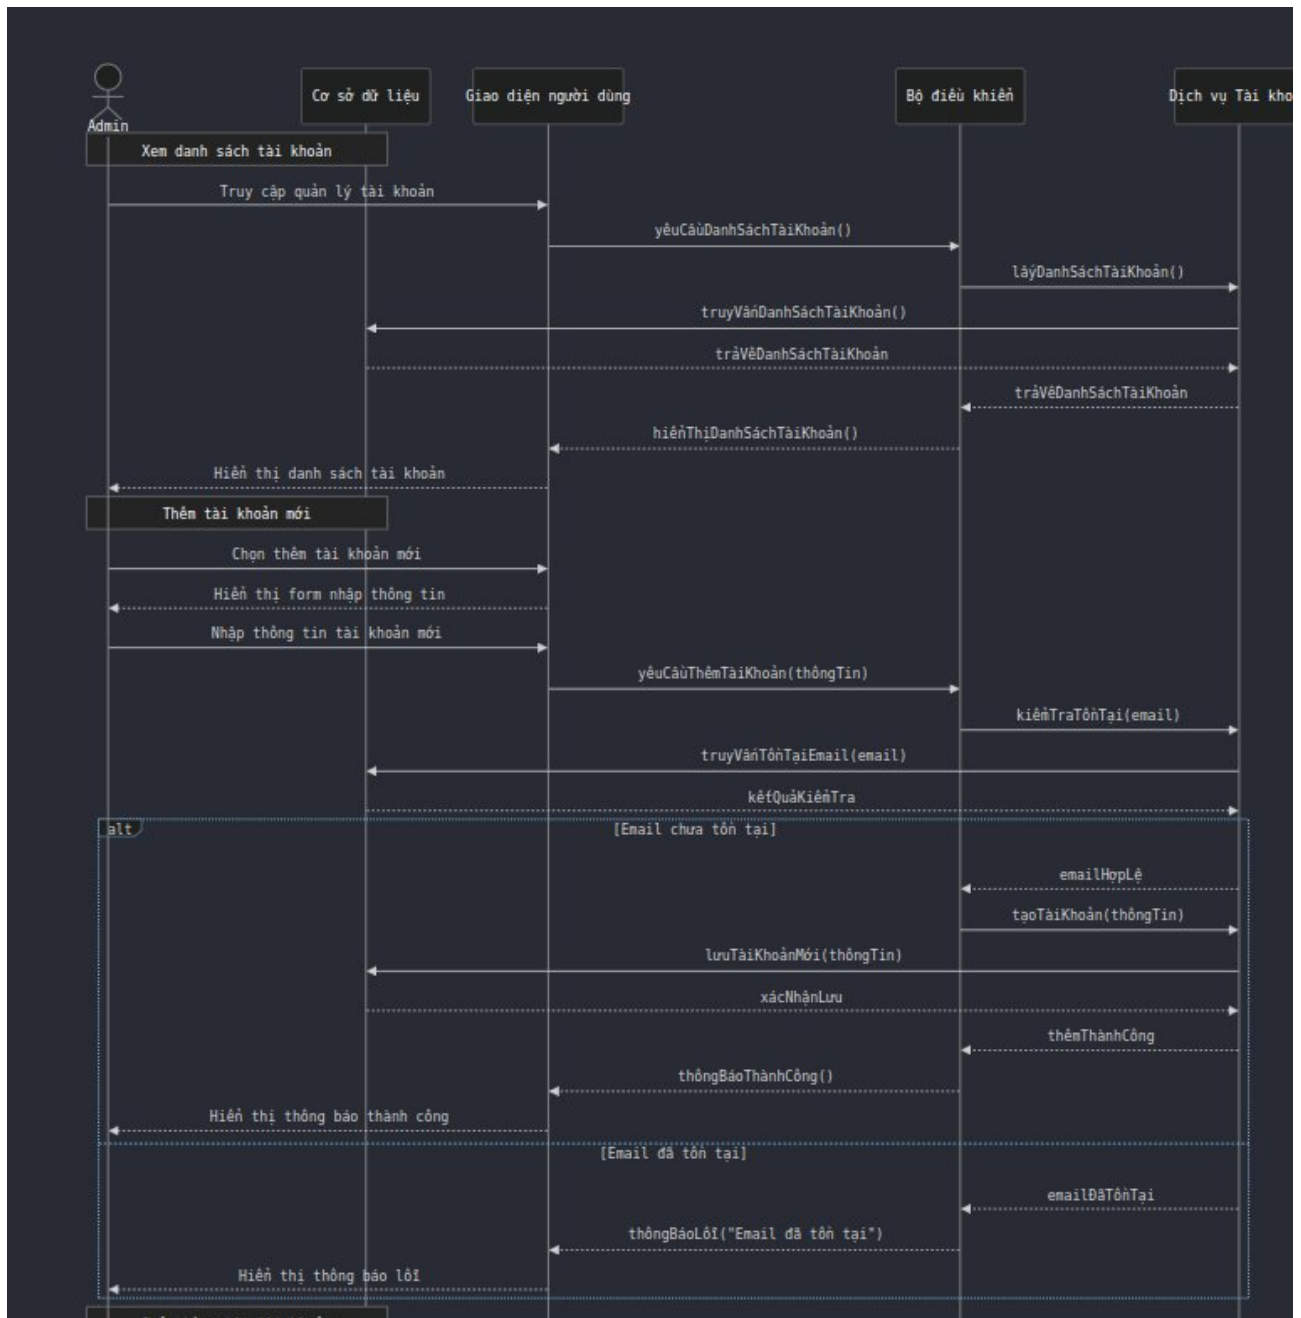 Cơ sở dữ liệu
Giao diện người dùng
Bộ điều khiển
Dịch vụ Tài
Admin
Xem danh sách tài khoản
Truy cập quản lý tài khoản
yêuCầuDanhSáchTàiKhoản()
lấyDanhSáchTàiKhoản()
truyVấnDanhSáchTàiKhoản()
trảVềDanhSáchTàiKhoản
trảVềDanhSáchTàiKhoản
hiểnThịDanhSáchTàiKhoản()
Hiển thị danh sách tài khoản
Thêm tài khoản mới
Chọn thêm tài khoản mới
Hiển thị form nhập thông tin
Nhập thông tin tài khoản mới
yêuCầuThêmTàiKhoản(thôngTin)
kiểmTraTồnTại(email)
truyVấnTồnTạiEmail(email)
kếtQuảKiểmTra
alt
[Email chưa tồn tại]
emailHợpLệ
tạoTàiKhoản(thôngTin)
lưuTàiKhoảnMới(thôngTin)
xácNhậnLưu
thêmThànhCông
thôngBáoThànhCông()
Hiển thị thông báo thành công
[Email đã tồn tại]
emailĐãTồnTại
thôngBáoLỗi("Email đã tồn tại")
Hiển thị thông báo lỗi